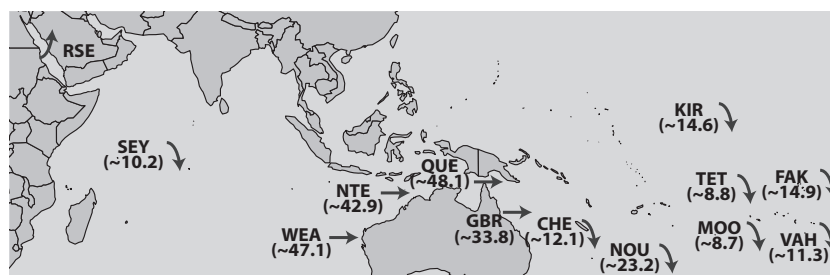 RSE
KIR
(~14.6)
SEY
(~10.2)
QUE
(~48.1)
TET
(~8.8)
FAK
(~14.9)
NTE
(~42.9)
GBR
(~33.8)
CHE
(~12.1)
MOO
(~8.7)
VAH
(~11.3)
WEA
(~47.1)
NOU
(~23.2)